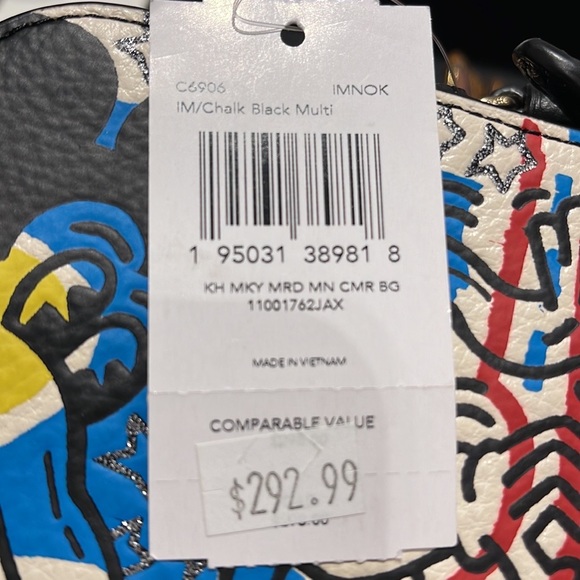 C6906 IMNOK
IM/Chalk Black Multi
1 95031 38981 8
KH MKY MRD MN CMR BG
11001762JAX
MADE IN VIETNAM
COMPARABLE VALUE
$292.99